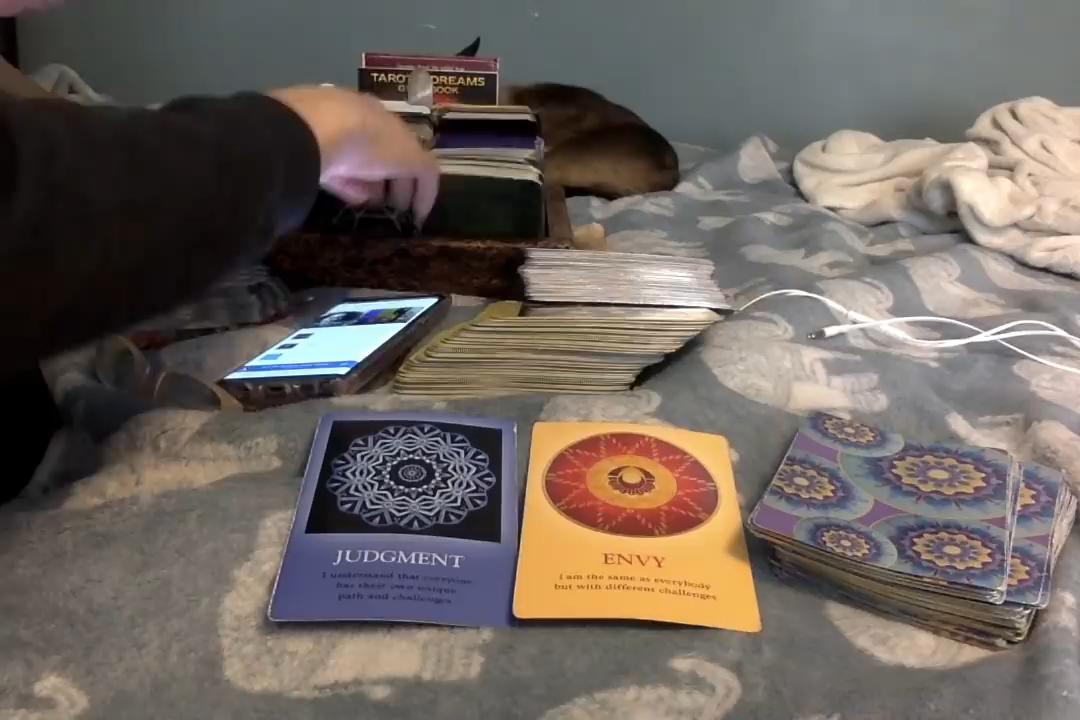 TAROT DREAMS
JUDGMENT
I understand that everyone
has their own unique
path and challenges
ENVY
I am the same as everybody
but with different challenges